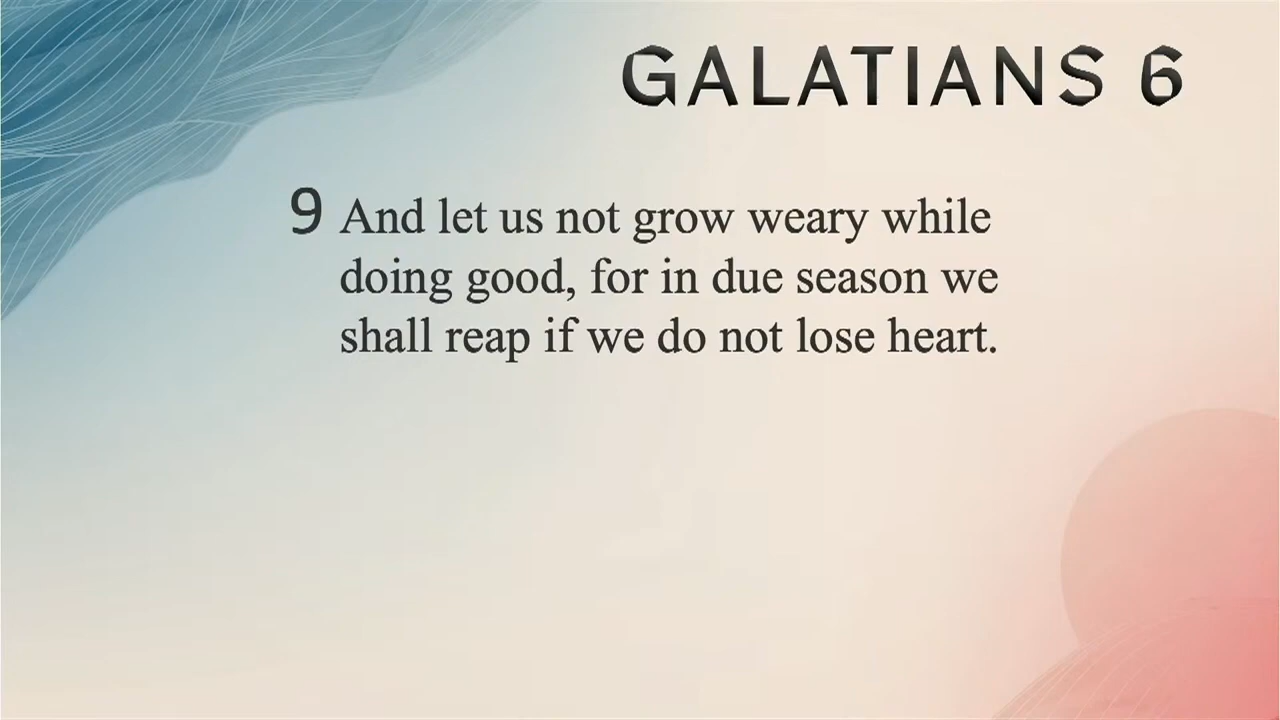 GALATIANS 6
9 And let us not grow weary while
doing good, for in due season we
shall reap if we do not lose heart.